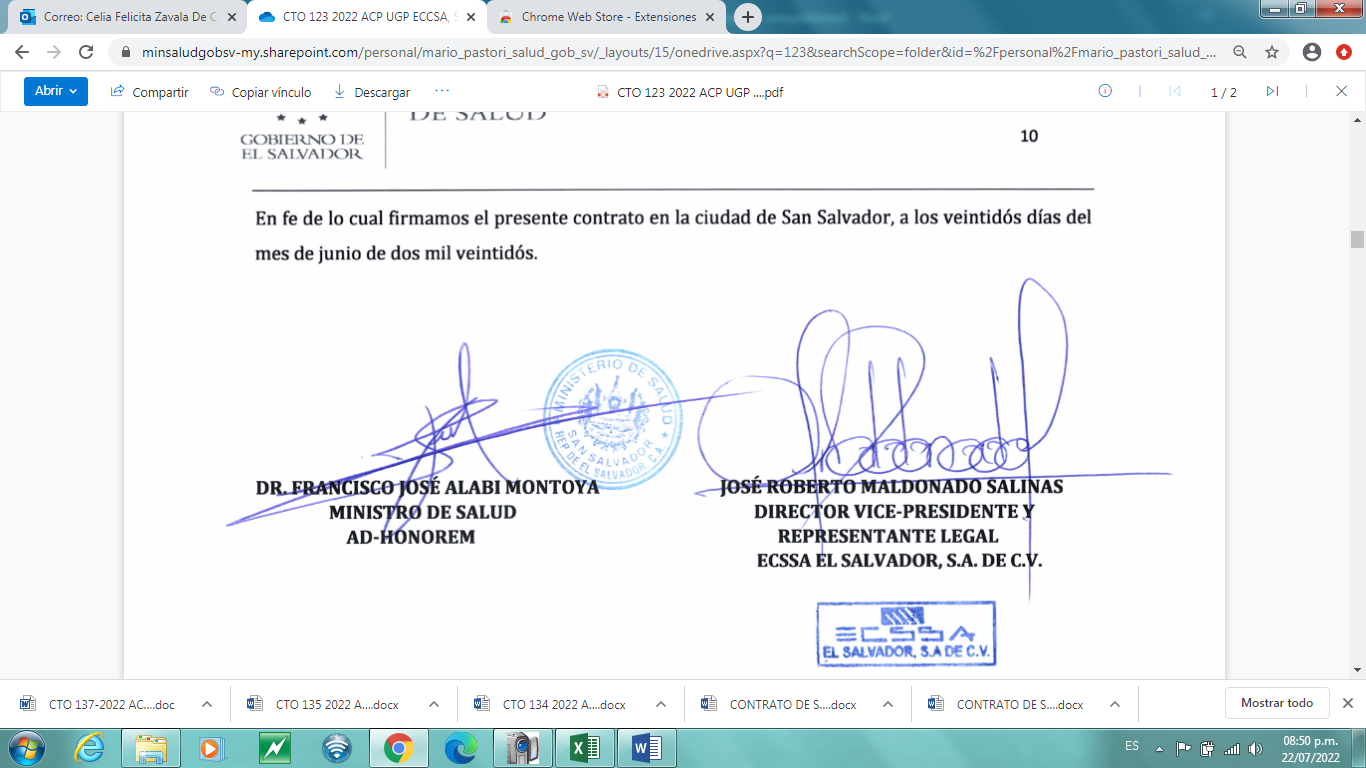 Correo: Celia Felicita Zavala De C
CTO 123 2022 ACP UGP ECCSA, S
Chrome Web Store - Extensiones
minsaludgobsv-my.sharepoint.com/personal/mario_pastori_salud_gob_sv/_layouts/15/onedrive.aspx?q=123&searchScope=folder&id=%2Fpersonal%2Fmario_pastori_salud_...
Abrir
Compartir
Copiar vínculo
Descargar
...
CTO 123 2022 ACP UGP ....pdf
1 / 2
DE SALUD
GOBIERNO DE
EL SALVADOR
10
En fe de lo cual firmamos el presente contrato en la ciudad de San Salvador, a los veintidós días del
mes de junio de dos mil veintidós.
MINISTERIO DE SALUD
SAN SALVADOR
REP. DE EL SALVADOR, C.A.
DR. FRANCISCO JOSÉ ALABI MONTOYA
MINISTRO DE SALUD
AD-HONOREM
JOSÉ ROBERTO MALDONADO SALINAS
DIRECTOR VICE-PRESIDENTE Y
REPRESENTANTE LEGAL
ECSSA EL SALVADOR, S.A. DE C.V.
ECSSA
EL SALVADOR, S.A DE C.V.
CTO 137-2022 AC....doc
CTO 135 2022 A....docx
CTO 134 2022 A....docx
CONTRATO DE S....docx
CONTRATO DE S....docx
Mostrar todo
ES
08:50 p.m.
22/07/2022